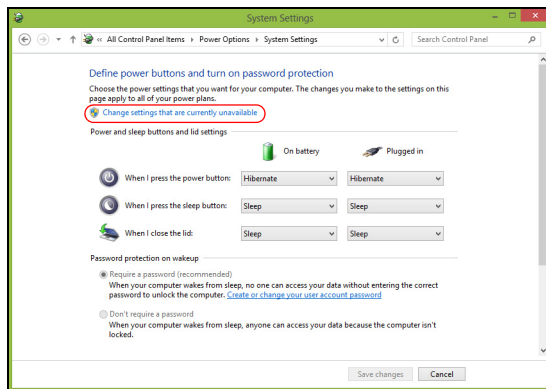 System Settings
« All Control Panel Items ▸ Power Options ▸ System Settings
Search Control Panel
Define power buttons and turn on password protection
Choose the power settings that you want for your computer. The changes you make to the settings on this
page apply to all of your power plans.
Change settings that are currently unavailable
Power and sleep buttons and lid settings
On battery Plugged in
When I press the power button: Hibernate Hibernate
When I press the sleep button: Sleep Sleep
When I close the lid: Sleep Sleep
Password protection on wakeup
Require a password (recommended)
When your computer wakes from sleep, no one can access your data without entering the correct
password to unlock the computer. Create or change your user account password
Don't require a password
When your computer wakes from sleep, anyone can access your data because the computer isn't
locked.
Save changes Cancel